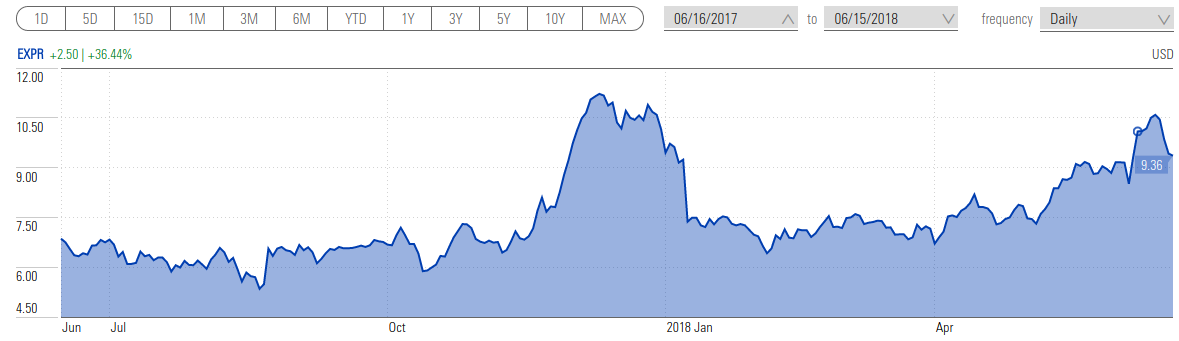 1D 5D 15D 1M 3M 6M YTD 1Y 3Y 5Y 10Y MAX 06/16/2017 to 06/15/2018 frequency Daily
EXPR +2.50 | +36.44% USD
12.00
10.50
9.00
9.36
7.50
6.00
4.50
Jun Jul Oct 2018 Jan Apr